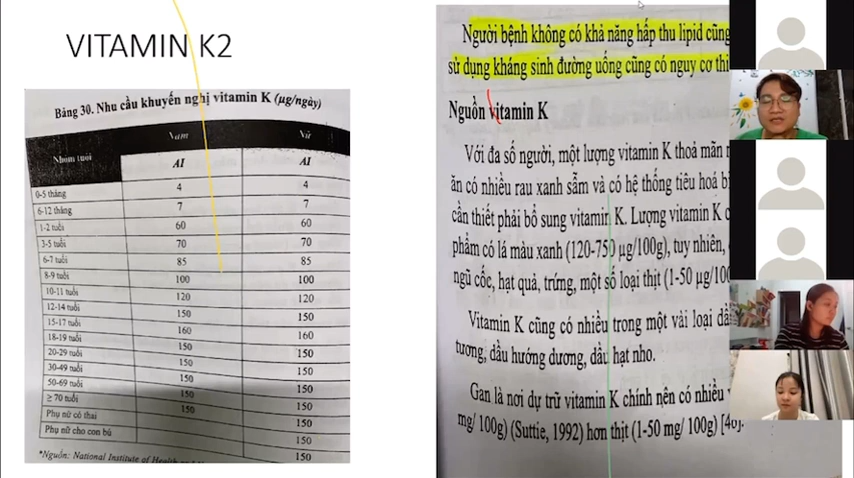 VITAMIN K2
Bảng 30. Nhu cầu khuyến nghị vitamin K (µg/ngày)
Nhóm tuổi Nam Nữ
AI AI
0-5 tháng 4 4
6-12 tháng 7 7
1-2 tuổi 60 60
3-5 tuổi 70 70
6-7 tuổi 85 85
8-9 tuổi 100 100
10-11 tuổi 120 120
12-14 tuổi 150 150
15-17 tuổi 160 160
18-19 tuổi 150 150
20-29 tuổi 150 150
30-49 tuổi 150 150
50-69 tuổi 150 150
≥ 70 tuổi 150 150
Phụ nữ có thai 150
Phụ nữ cho con bú 150
*Nguồn: National Institute of Health
Người bệnh không có khả năng hấp thu lipid cũng
sử dụng kháng sinh đường uống cũng có nguy cơ thi
Nguồn vitamin K
Với đa số người, một lượng vitamin K thoả mãn
ăn có nhiều rau xanh sẫm và có hệ thống tiêu hoá b
cần thiết phải bổ sung vitamin K. Lượng vitamin K c
phẩm có lá màu xanh (120-750 µg/100g), tuy nhiên,
ngũ cốc, hạt quả, trứng, một số loại thịt (1-50 µg/100
Vitamin K cũng có nhiều trong một vài loại dầ
tương, dầu hướng dương, dầu hạt nho.
Gan là nơi dự trữ vitamin K chính nên có nhiều
mg/ 100g) (Suttie, 1992) hơn thịt (1-50 mg/ 100g) [46].